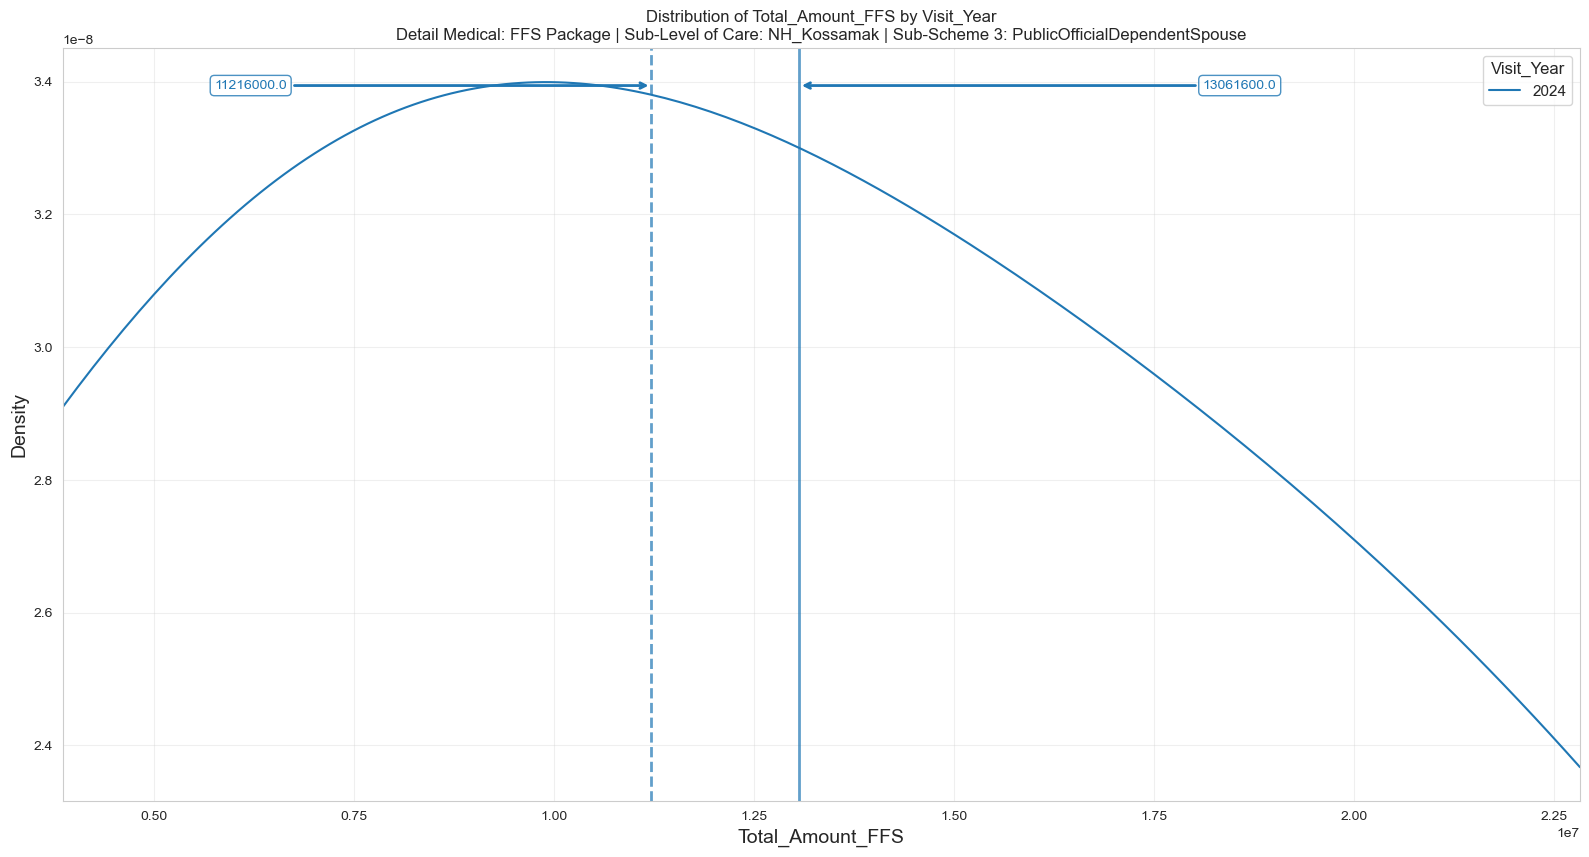 Distribution of Total_Amount_FFS by Visit_Year
Detail Medical: FFS Package | Sub-Level of Care: NH_Kossamak | Sub-Scheme 3: PublicOfficialDependentSpouse
1e−8
3.4
3.2
3.0
2.8
2.6
2.4
Density
11216000.0
13061600.0
Visit_Year
2024
0.50
0.75
1.00
1.25
1.50
1.75
2.00
2.25
1e7
Total_Amount_FFS